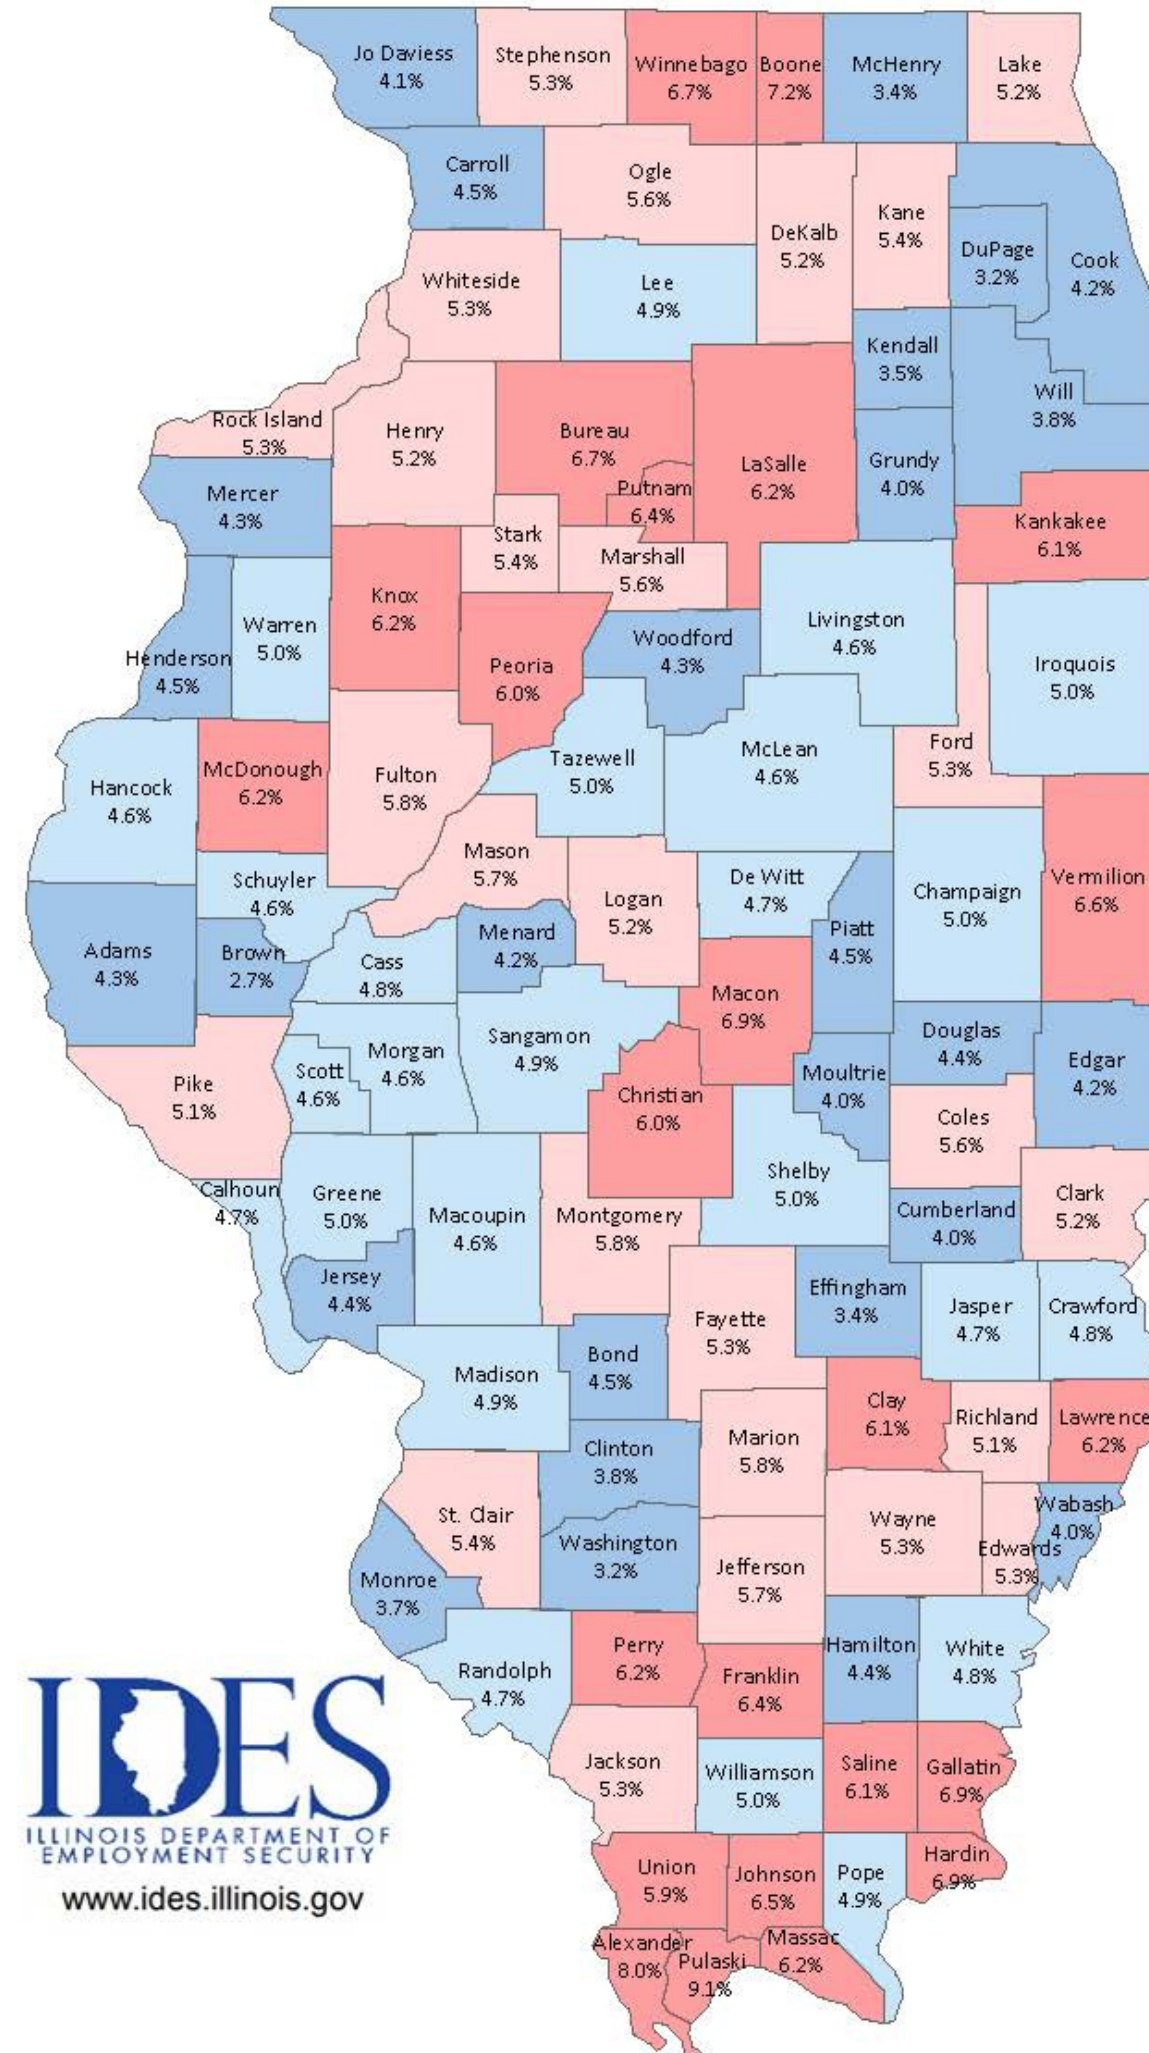 Jo Daviess
4.1%
Stephenson
5.3%
Winnebago
6.7%
Boone
7.2%
McHenry
3.4%
Lake
5.2%
Carroll
4.5%
Ogle
5.6%
DeKalb
5.2%
Kane
5.4%
DuPage
3.2%
Cook
4.2%
Whiteside
5.3%
Lee
4.9%
Kendall
3.5%
Will
3.8%
Rock Island
5.3%
Henry
5.2%
Bureau
6.7%
Putnam
6.4%
LaSalle
6.2%
Grundy
4.0%
Kankakee
6.1%
Mercer
4.3%
Stark
5.4%
Marshall
5.6%
Knox
6.2%
Henderson
4.5%
Warren
5.0%
Peoria
6.0%
Woodford
4.3%
Livingston
4.6%
Iroquois
5.0%
Ford
5.3%
Hancock
4.6%
McDonough
6.2%
Fulton
5.8%
Tazewell
5.0%
McLean
4.6%
Schuyler
4.6%
Mason
5.7%
Logan
5.2%
De Witt
4.7%
Piatt
4.5%
Champaign
5.0%
Vermilion
6.6%
Adams
4.3%
Brown
2.7%
Cass
4.8%
Menard
4.2%
Macon
6.9%
Sangamon
4.9%
Morgan
4.6%
Scott
4.6%
Pike
5.1%
Christian
6.0%
Moultrie
4.0%
Douglas
4.4%
Edgar
4.2%
Coles
5.6%
Shelby
5.0%
Calhoun
4.7%
Greene
5.0%
Macoupin
4.6%
Montgomery
5.8%
Cumberland
4.0%
Clark
5.2%
Jersey
4.4%
Fayette
5.3%
Effingham
3.4%
Jasper
4.7%
Crawford
4.8%
Madison
4.9%
Bond
4.5%
Clay
6.1%
Richland
5.1%
Lawrence
6.2%
Clinton
3.8%
Marion
5.8%
St. Clair
5.4%
Washington
3.2%
Wayne
5.3%
Edwards
5.3%
Wabash
4.0%
Monroe
3.7%
Jefferson
5.7%
Randolph
4.7%
Perry
6.2%
Franklin
6.4%
Hamilton
4.4%
White
4.8%
Jackson
5.3%
Williamson
5.0%
Saline
6.1%
Gallatin
6.9%
Union
5.9%
Johnson
6.5%
Pope
4.9%
Hardin
6.9%
Alexander
8.0%
Pulaski
9.1%
Massac
6.2%
IDES
ILLINOIS DEPARTMENT OF
EMPLOYMENT SECURITY
www.ides.illinois.gov